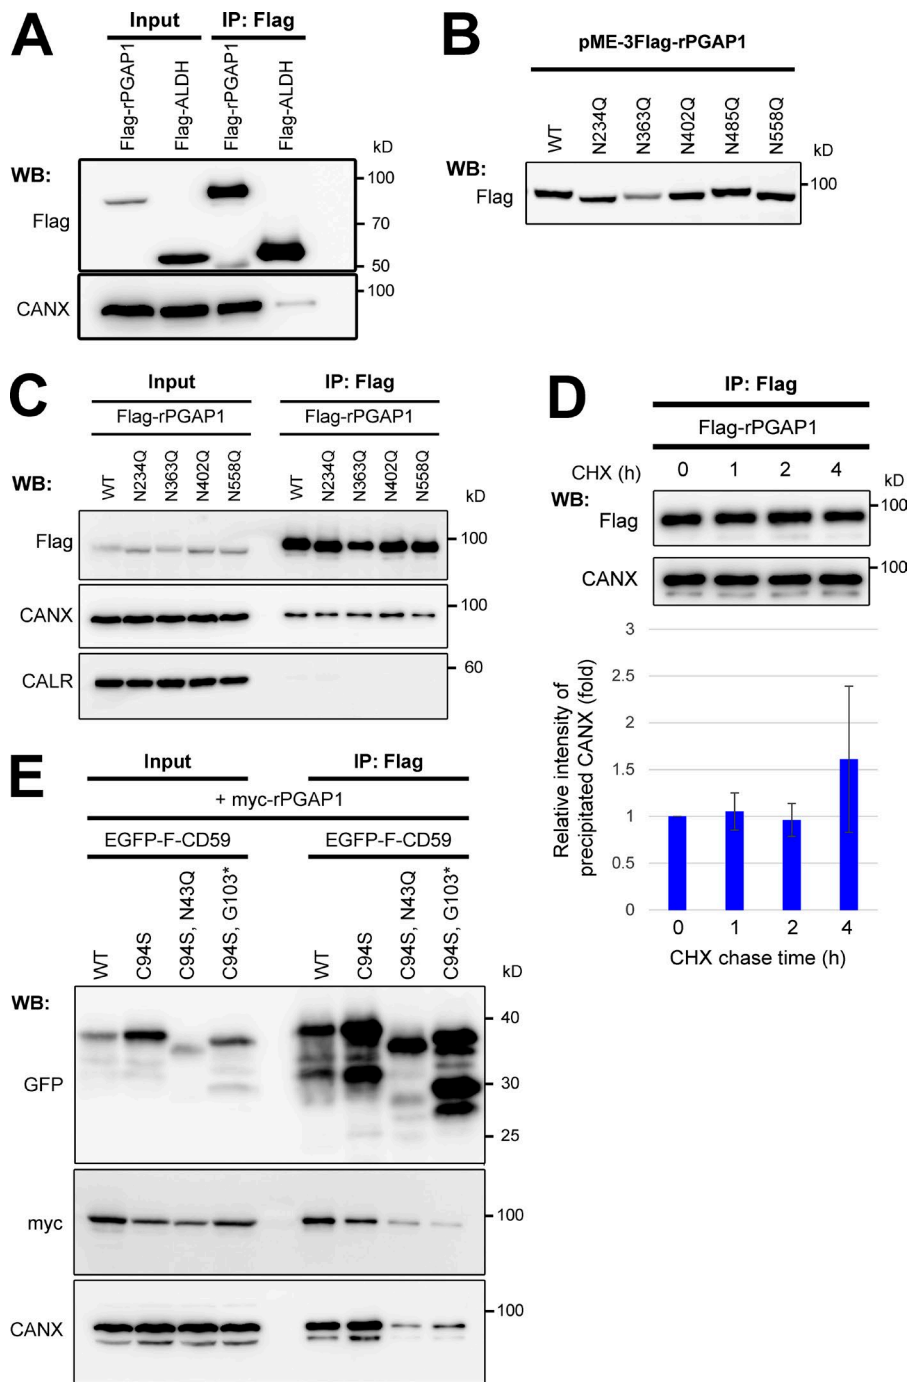 A
Input
IP: Flag
Flag-rPGAP1
Flag-ALDH
Flag-rPGAP1
Flag-ALDH
kD
WB:
Flag
100
70
50
CANX
100
B
pME-3Flag-rPGAP1
WT
N234Q
N363Q
N402Q
N485Q
N558Q
kD
WB:
Flag
100
C
Input
IP: Flag
Flag-rPGAP1
Flag-rPGAP1
WT
N234Q
N363Q
N402Q
N558Q
WT
N234Q
N363Q
N402Q
N558Q
WB:
kD
Flag
100
CANX
100
CALR
60
D
IP: Flag
Flag-rPGAP1
CHX (h)
0
1
2
4
kD
WB:
Flag
100
CANX
100
Relative intensity of
precipitated CANX (fold)
3
2.5
2
1.5
1
0.5
0
0
1
2
4
CHX chase time (h)
E
Input
IP: Flag
+ myc-rPGAP1
EGFP-F-CD59
EGFP-F-CD59
WT
C94S
C94S, N43Q
C94S, G103*
WT
C94S
C94S, N43Q
C94S, G103*
kD
WB:
GFP
40
30
25
myc
100
CANX
100